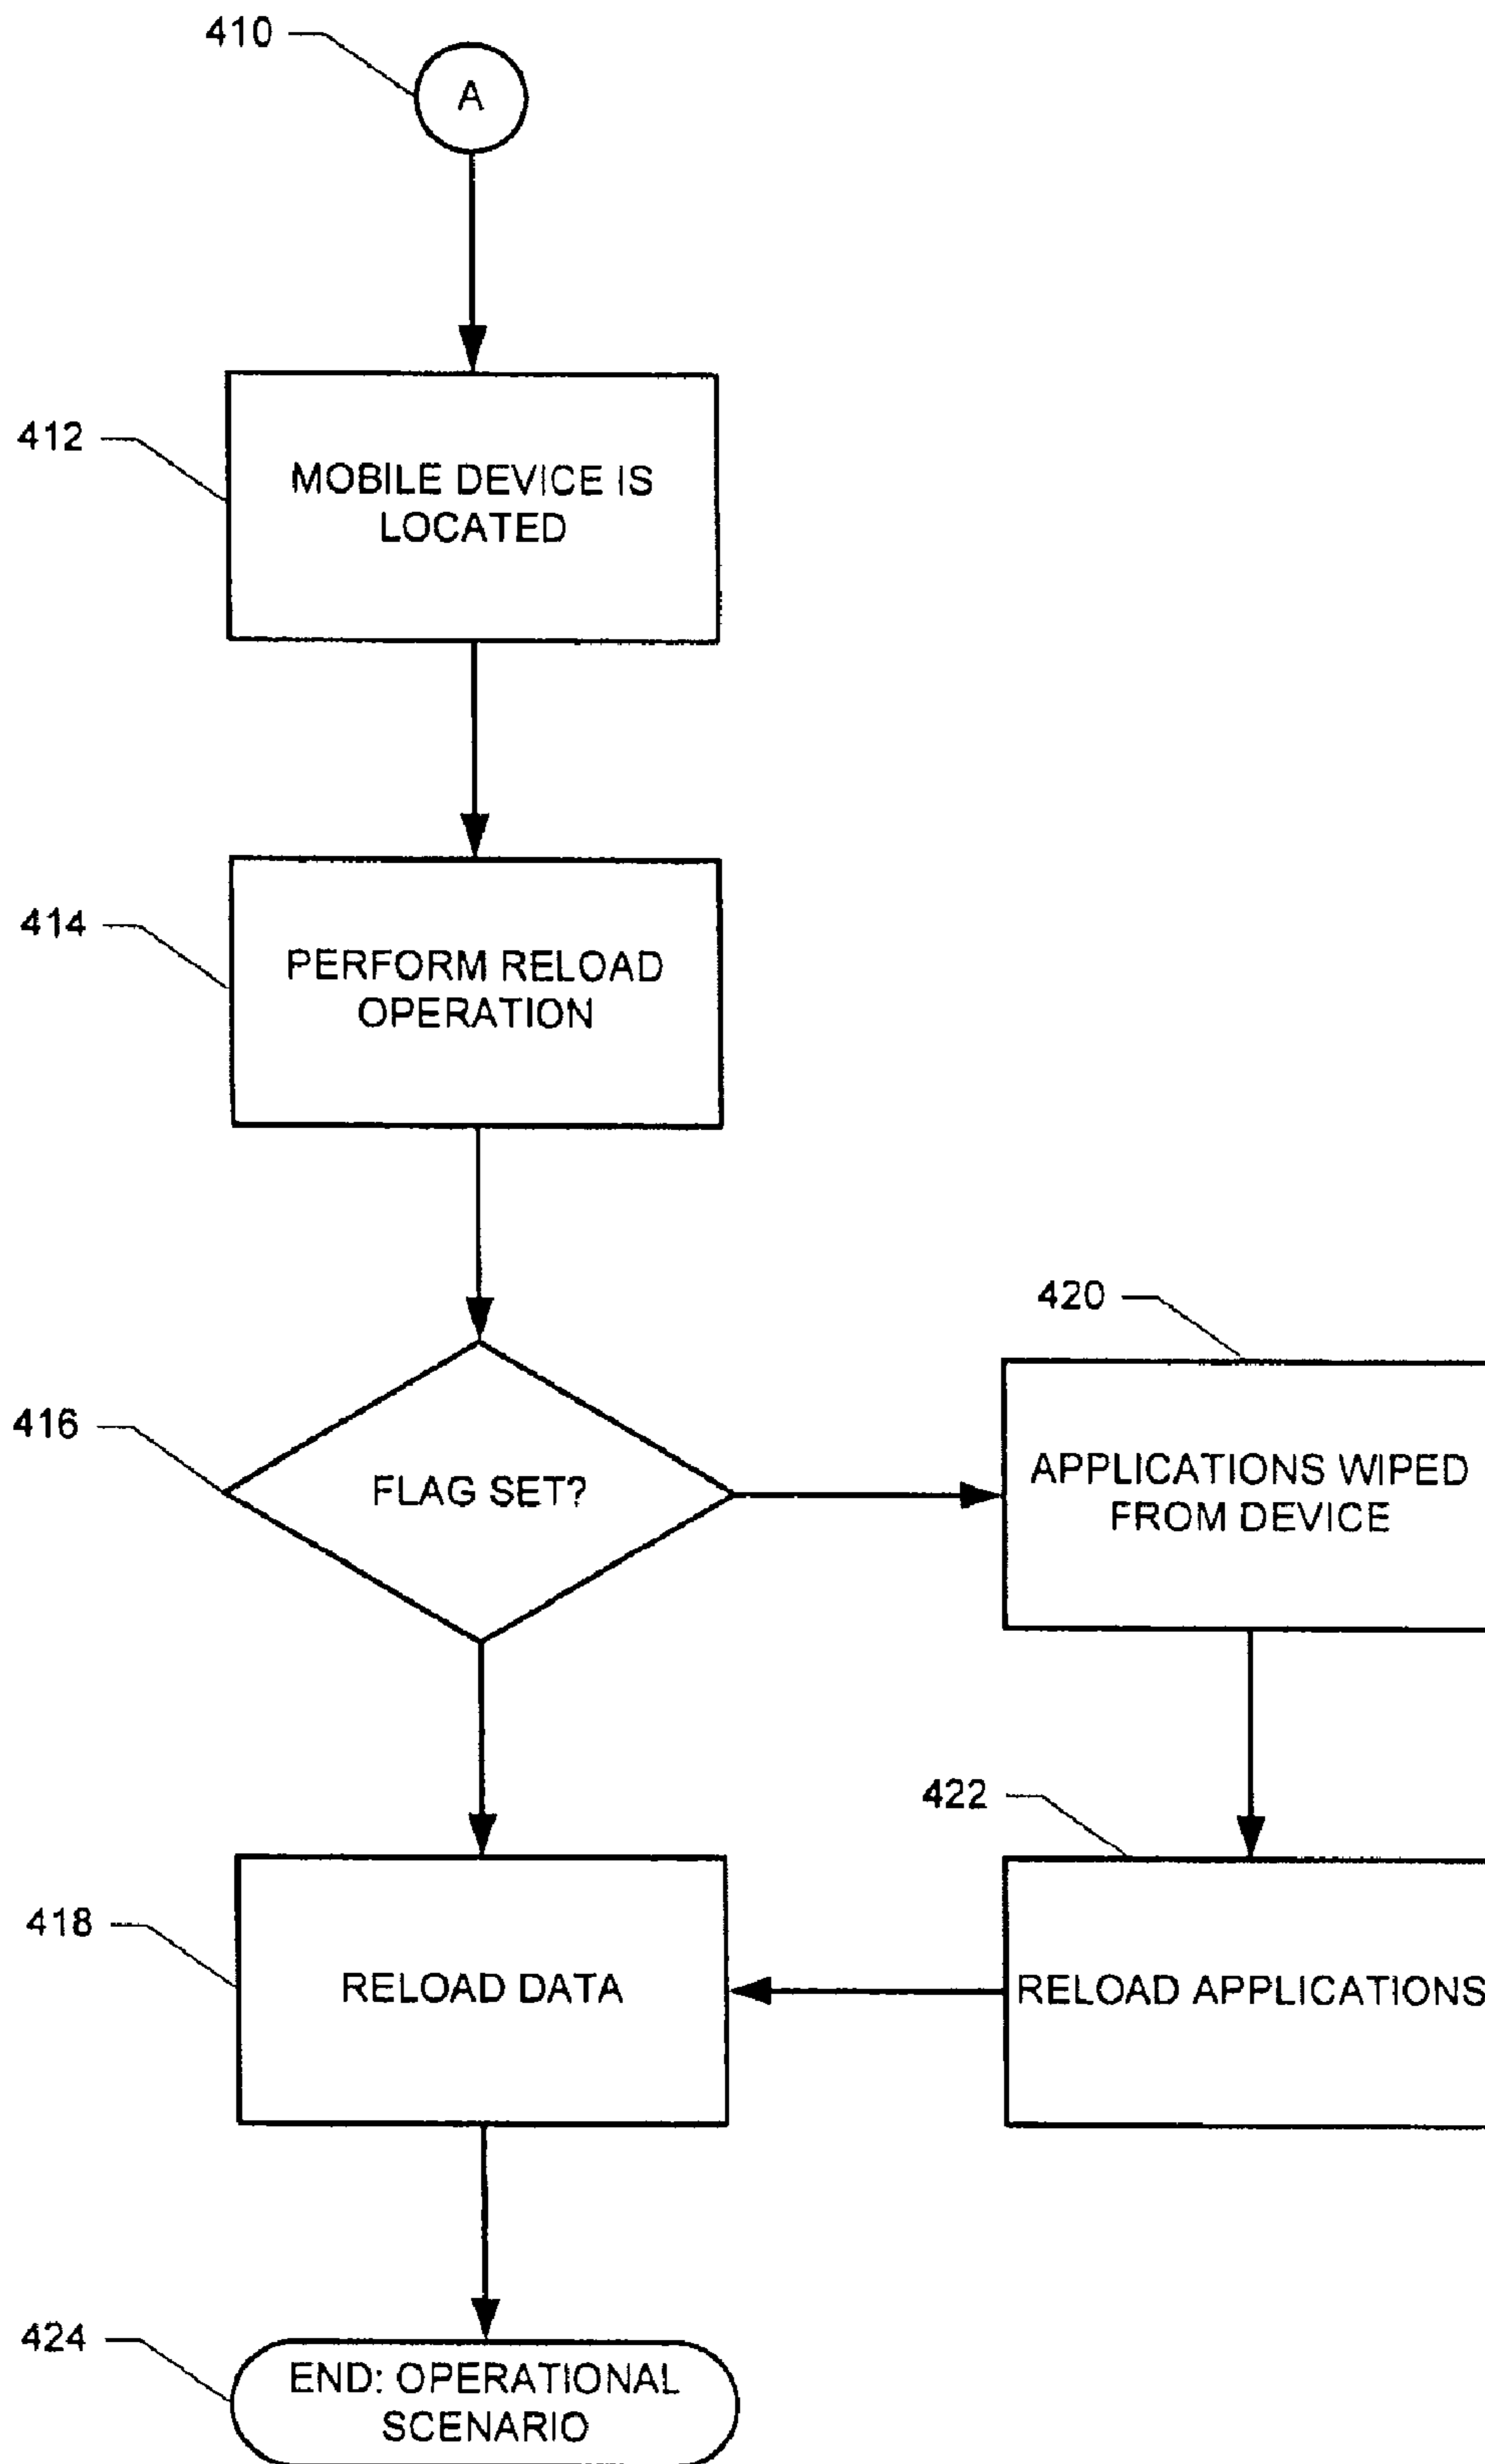 410
A
412
MOBILE DEVICE IS
LOCATED
414
PERFORM RELOAD
OPERATION
416
FLAG SET?
420
APPLICATIONS WIPED
FROM DEVICE
418
RELOAD DATA
422
RELOAD APPLICATIONS
424
END: OPERATIONAL
SCENARIO